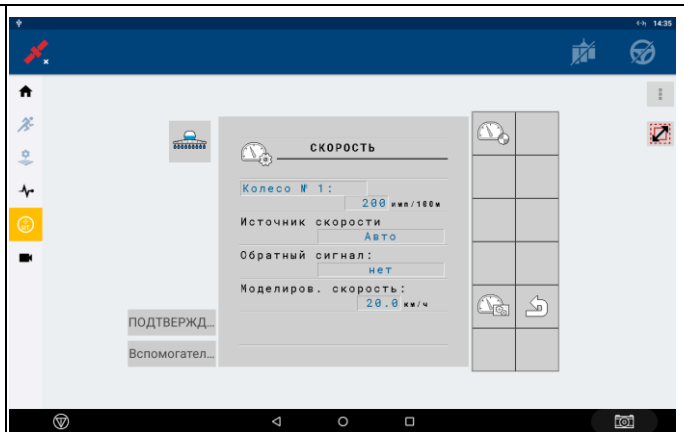 14:35
СКОРОСТЬ
Колесо № 1:
200 имп/100м
Источник скорости
Авто
Обратный сигнал:
нет
Моделиров. скорость:
20.0 км/ч
ПОДТВЕРЖД...
Вспомогател...